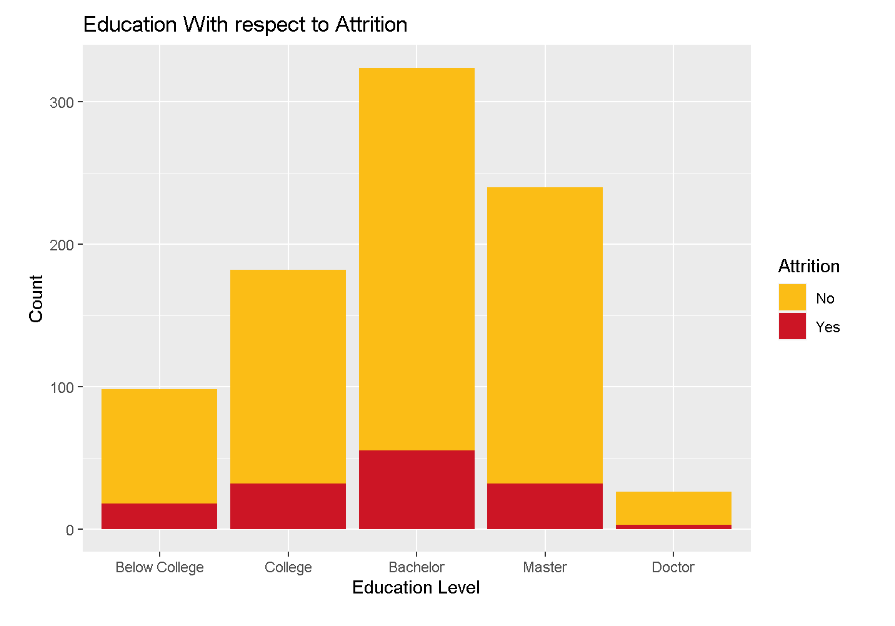 Education With respect to Attrition
300
200
100
0
Count
Below College
College
Bachelor
Master
Doctor
Education Level
Attrition
No
Yes